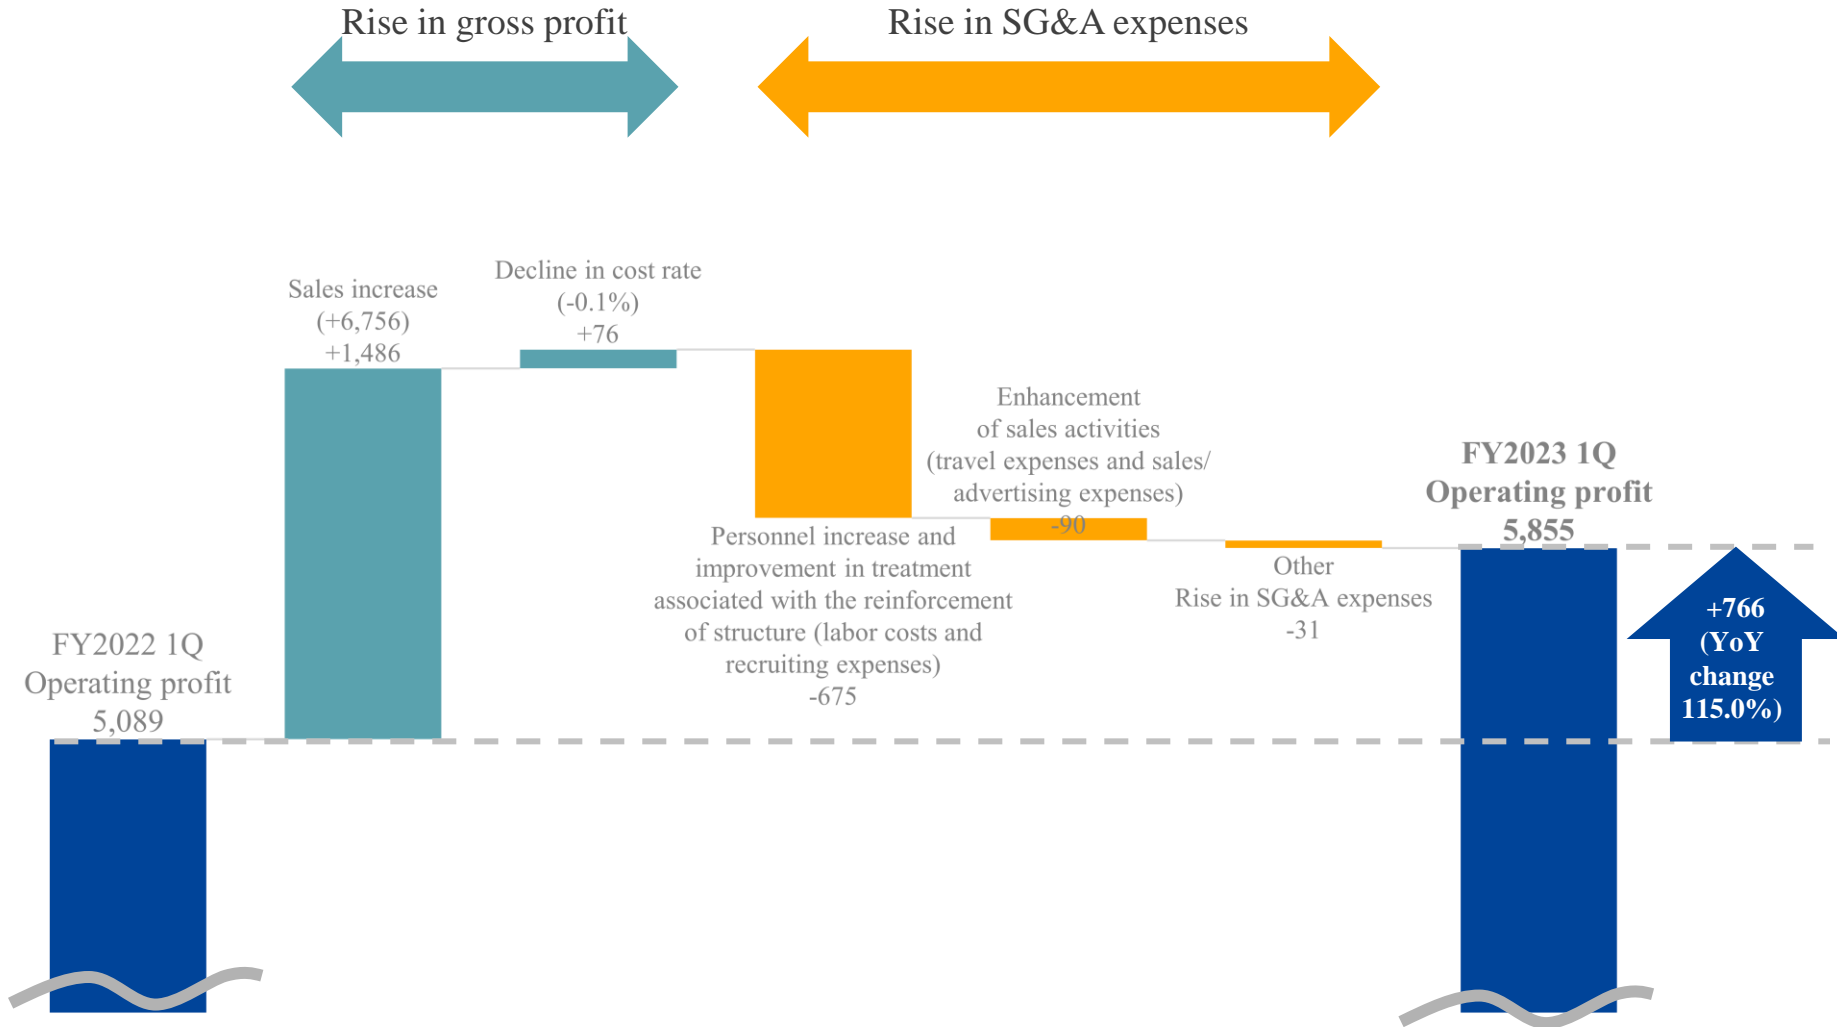 Rise in gross profit
Rise in SG&A expenses
Sales increase
(+6,756)
+1,486
Decline in cost rate
(-0.1%)
+76
Personnel increase and
improvement in treatment
associated with the reinforcement
of structure (labor costs and
recruiting expenses)
-675
Enhancement
of sales activities
(travel expenses and sales/
advertising expenses)
-90
Other
Rise in SG&A expenses
-31
FY2022 1Q
Operating profit
5,089
FY2023 1Q
Operating profit
5,855
+766
(YoY
change
115.0%)